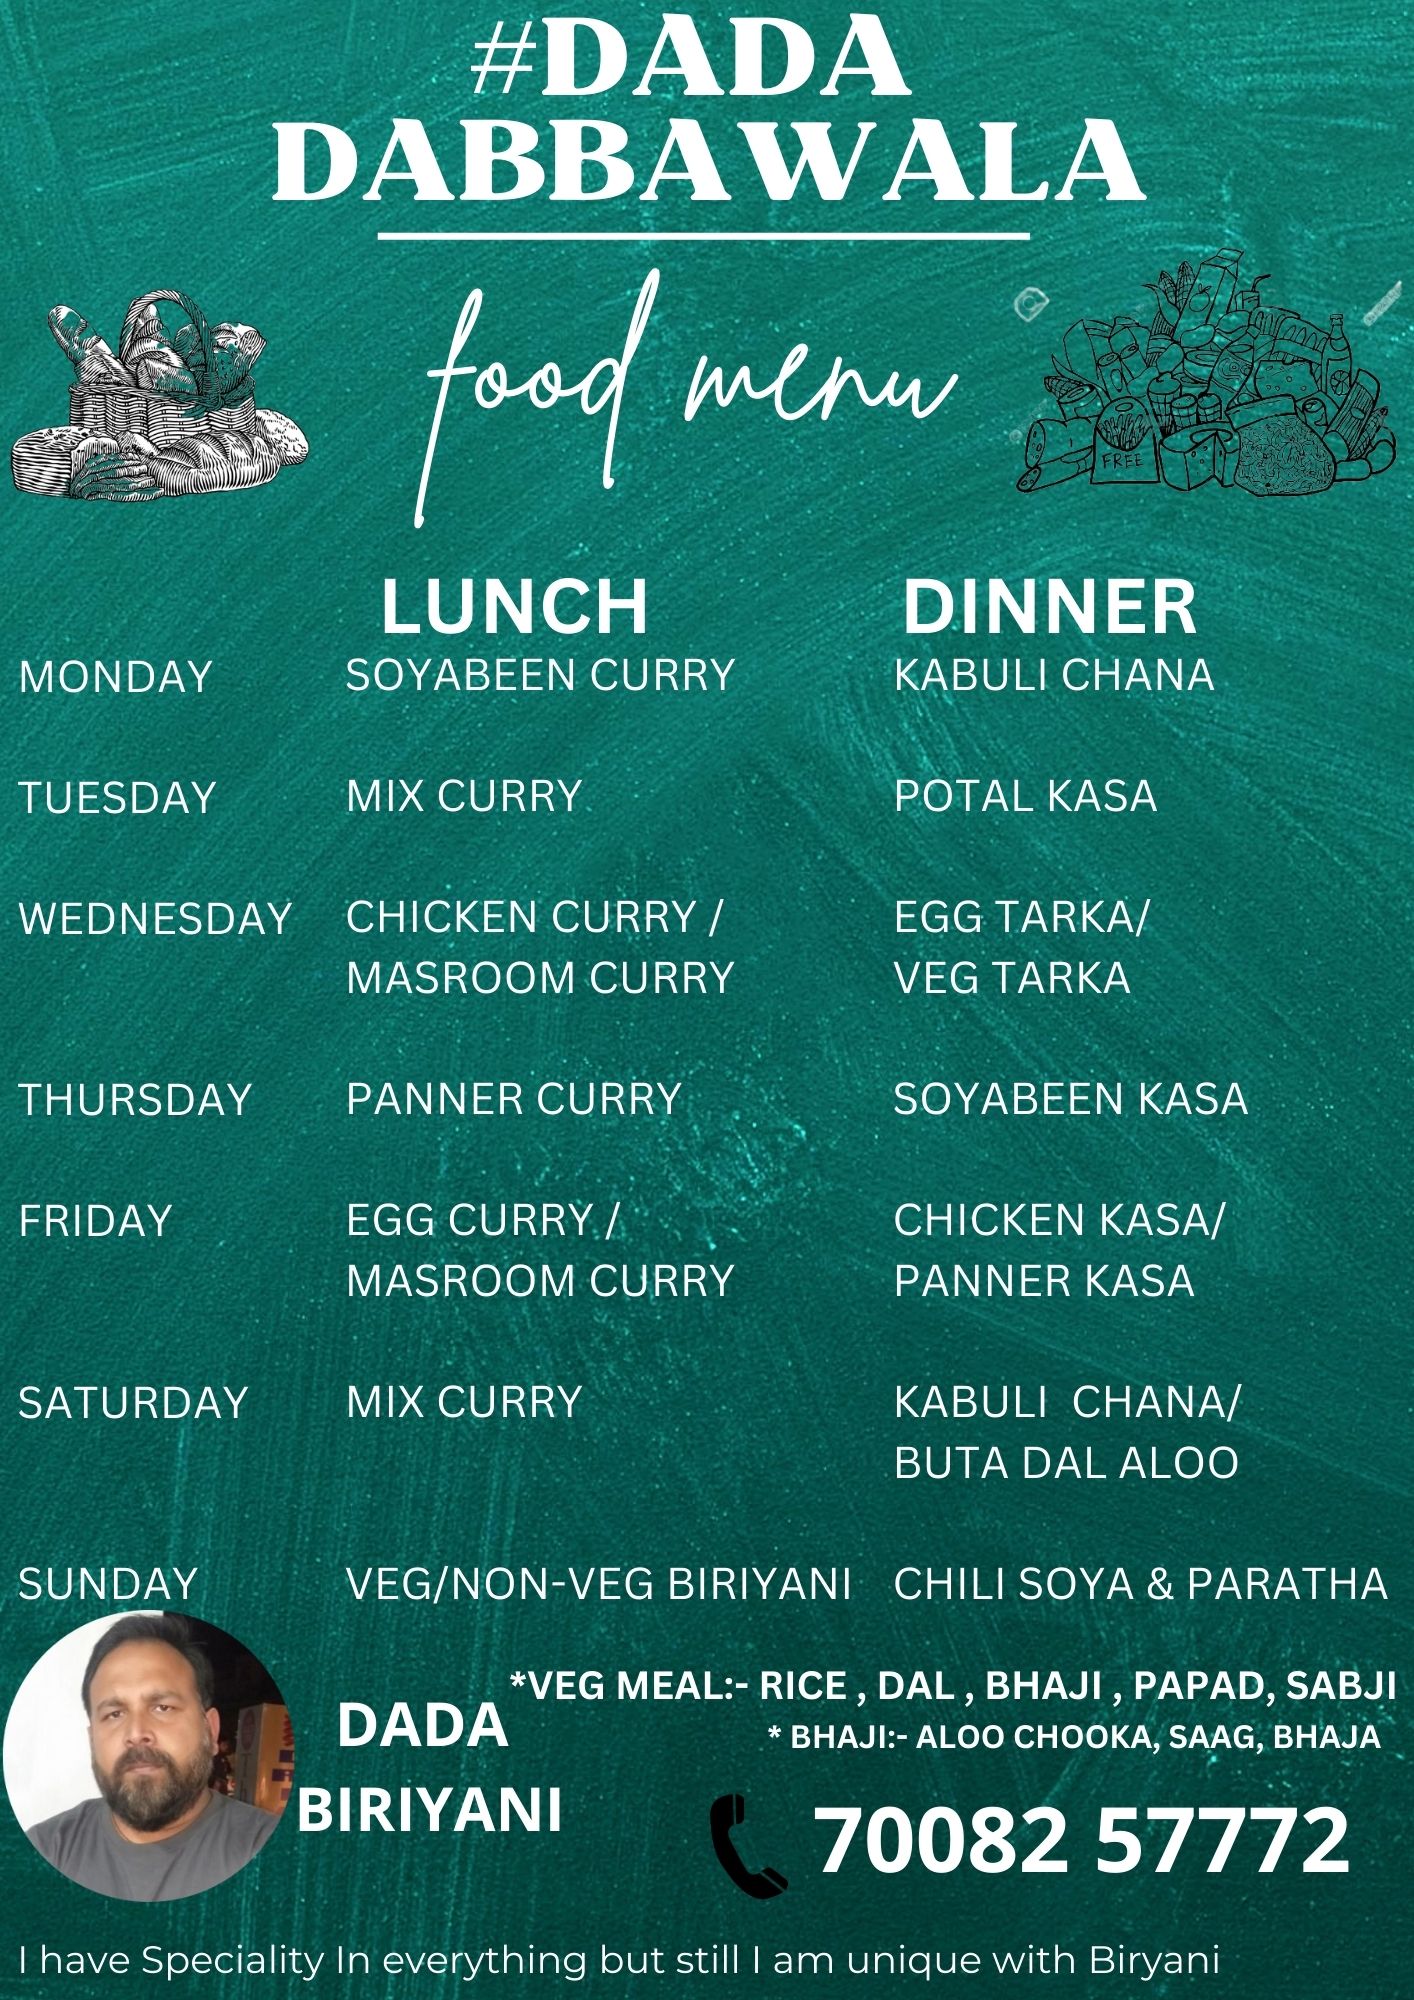 #DADA
DABBAWALA
food menu
FREE
LUNCH DINNER
MONDAY SOYABEEN CURRY KABULI CHANA
TUESDAY MIX CURRY POTAL KASA
WEDNESDAY CHICKEN CURRY / EGG TARKA/
MASROOM CURRY VEG TARKA
THURSDAY PANNER CURRY SOYABEEN KASA
FRIDAY EGG CURRY / CHICKEN KASA/
MASROOM CURRY PANNER KASA
SATURDAY MIX CURRY KABULI CHANA/
BUTA DAL ALOO
SUNDAY VEG/NON-VEG BIRIYANI CHILI SOYA & PARATHA
*VEG MEAL:- RICE , DAL , BHAJI , PAPAD, SABJI
* BHAJI:- ALOO CHOOKA, SAAG, BHAJA
DADA
BIRIYANI
70082 57772
I have Speciality In everything but still I am unique with Biryani